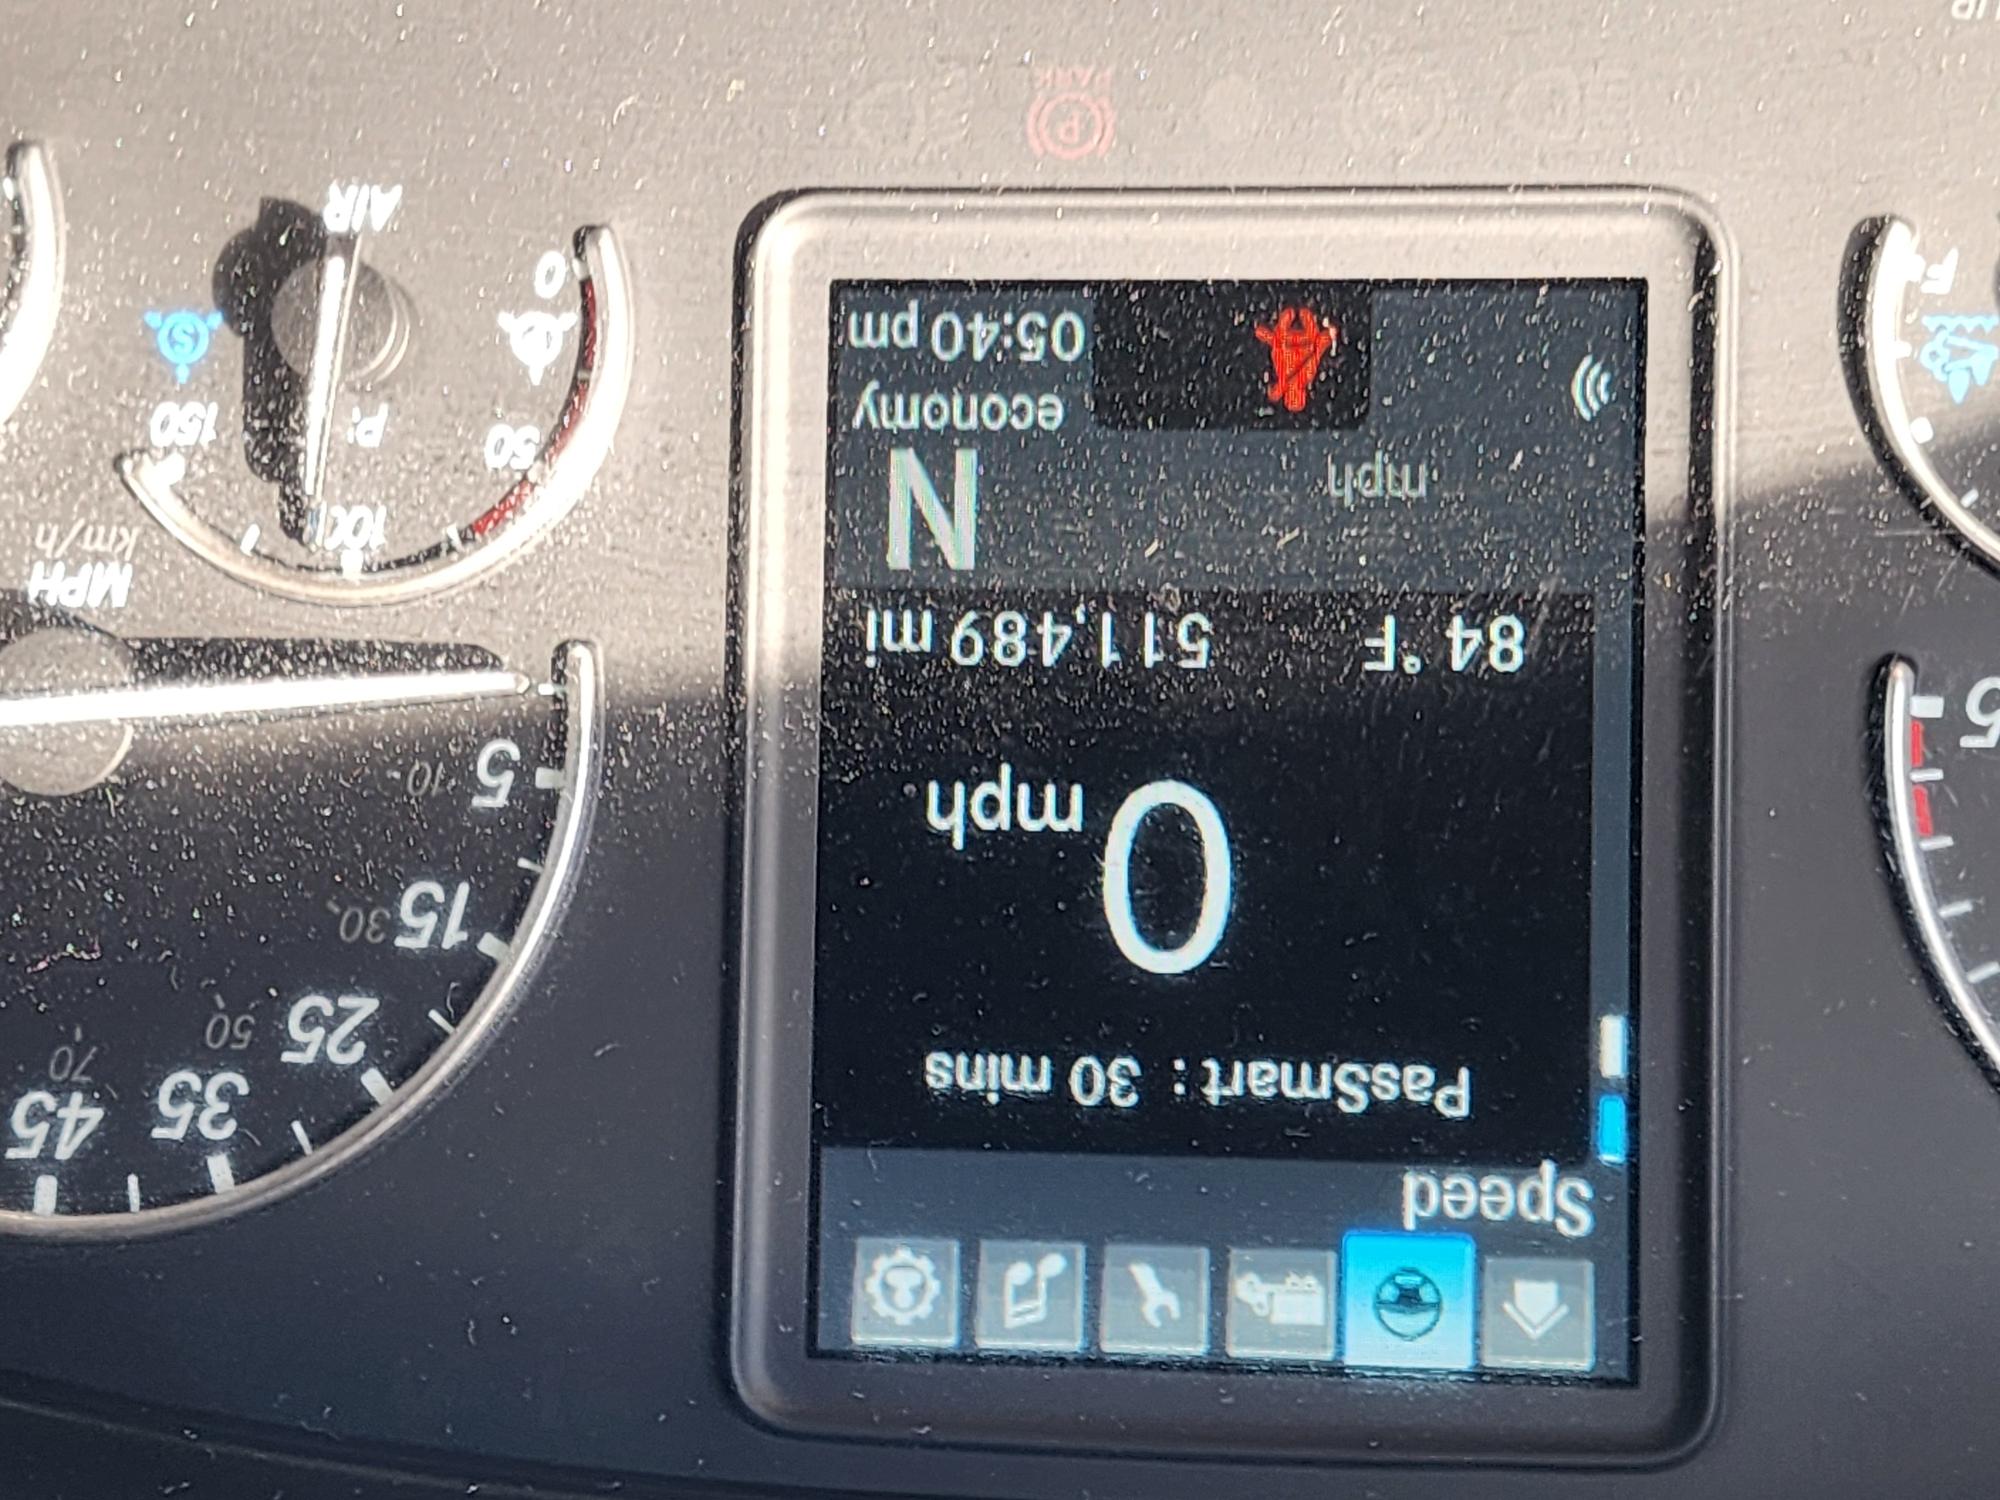 Speed
PasSmart : 30 mins
0 mph
84 °F 511,489 mi
mph
N
economy
05:40 pm
45
35
25
15
5
70
50
30
10
MPH
km/h
0
50
100
150
AIR
PARK
P
S
F